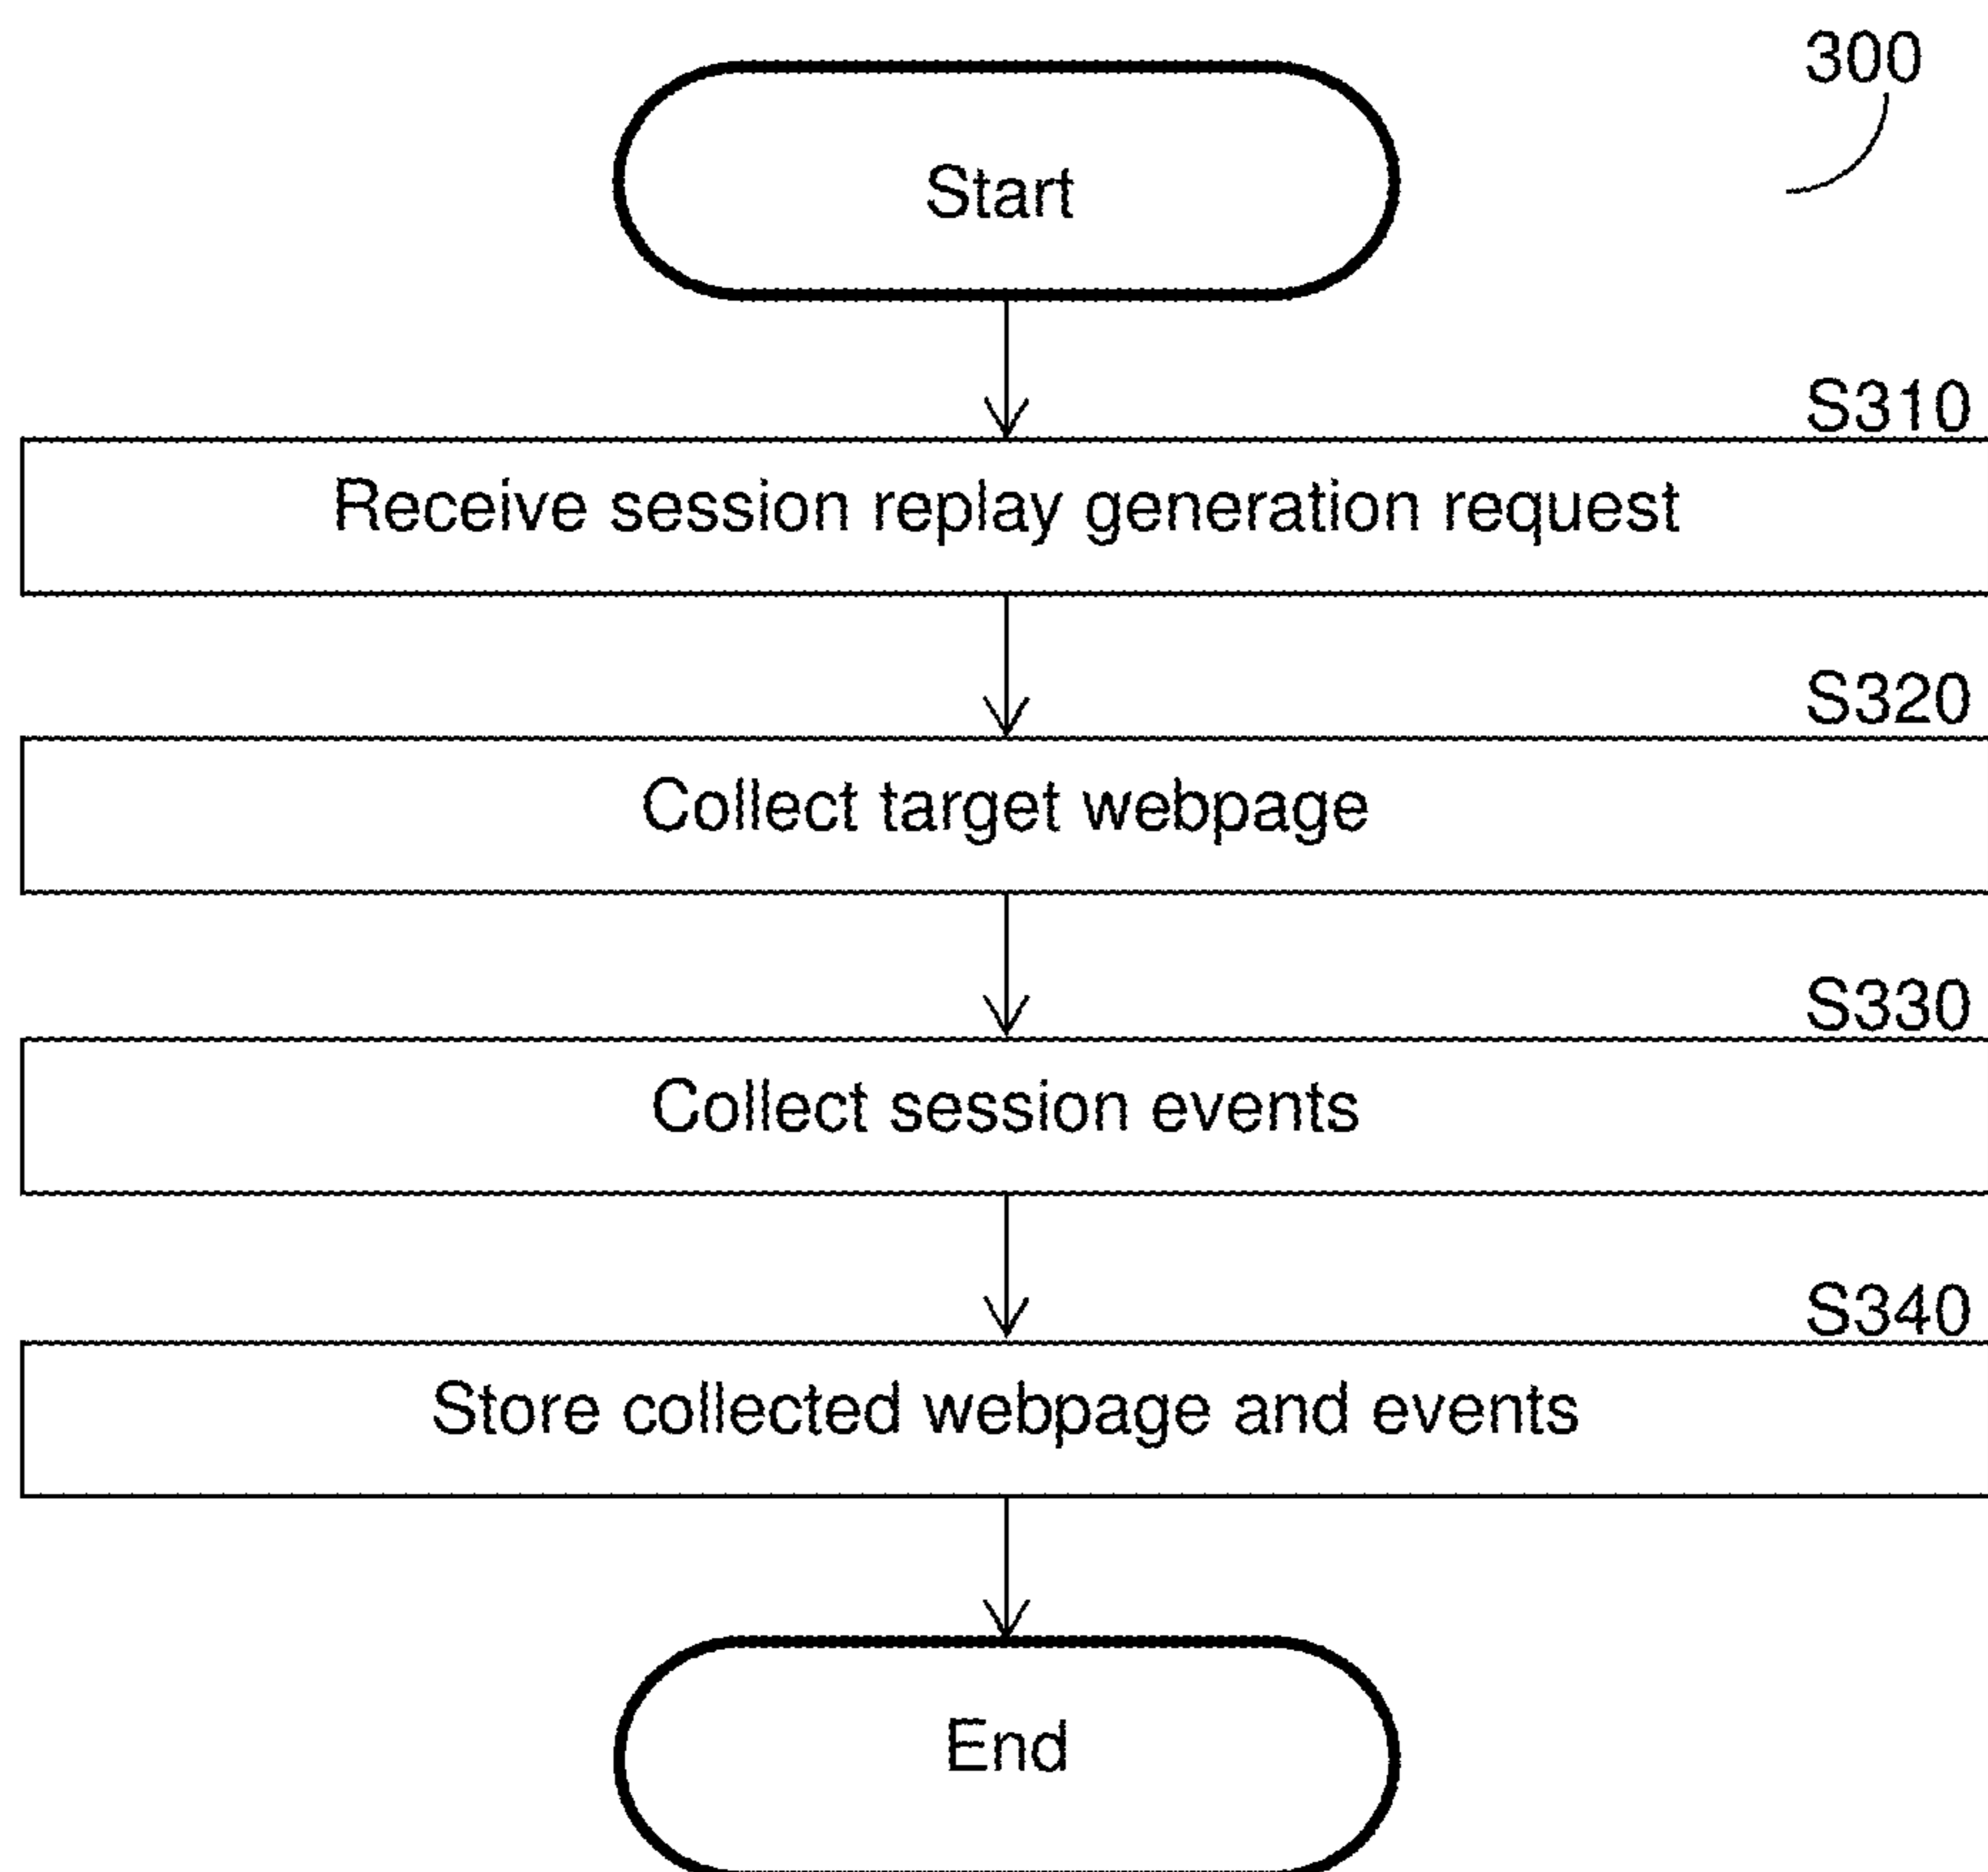 300
Start
S310
Receive session replay generation request
S320
Collect target webpage
S330
Collect session events
S340
Store collected webpage and events
End